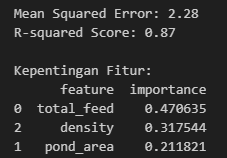 Mean Squared Error: 2.28
R-squared Score: 0.87

Kepentingan Fitur:
      feature  importance
0  total_feed    0.470635
2     density    0.317544
1   pond_area    0.211821